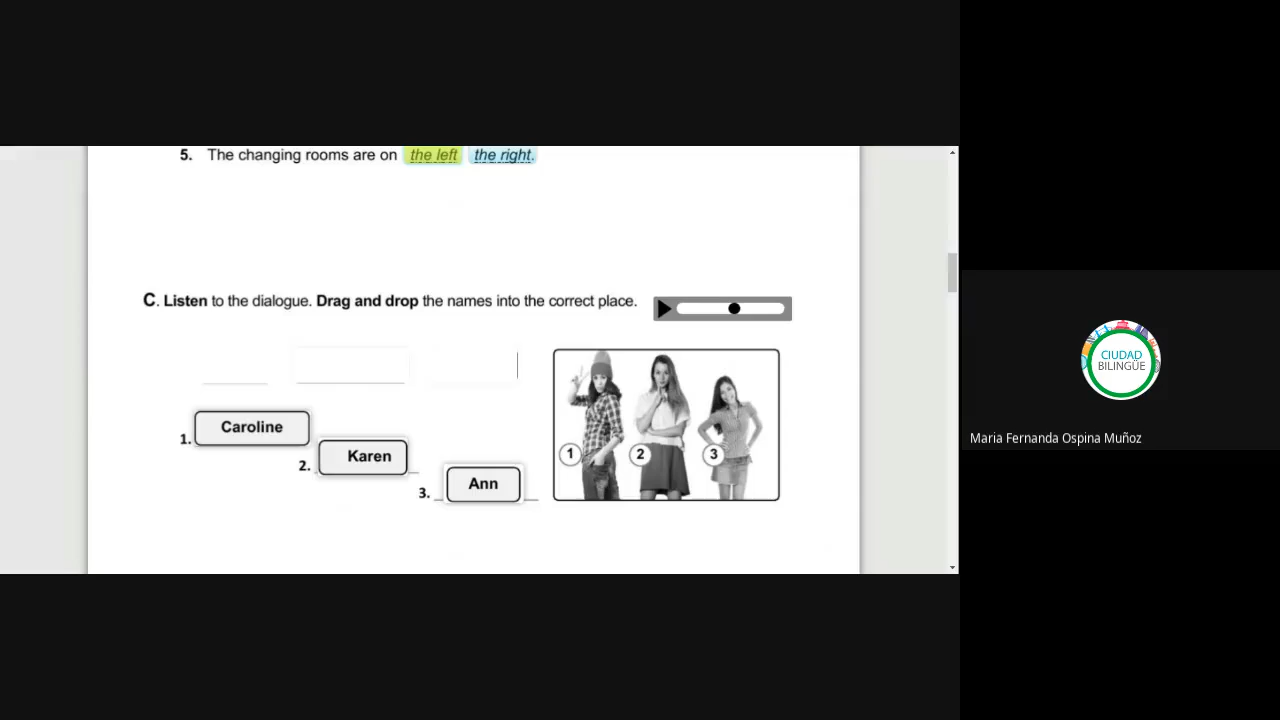 5. The changing rooms are on the left the right.
C. Listen to the dialogue. Drag and drop the names into the correct place.
1. Caroline
2. Karen
3. Ann
1 2 3
CIUDAD
BILINGÜE
Maria Fernanda Ospina Muñoz